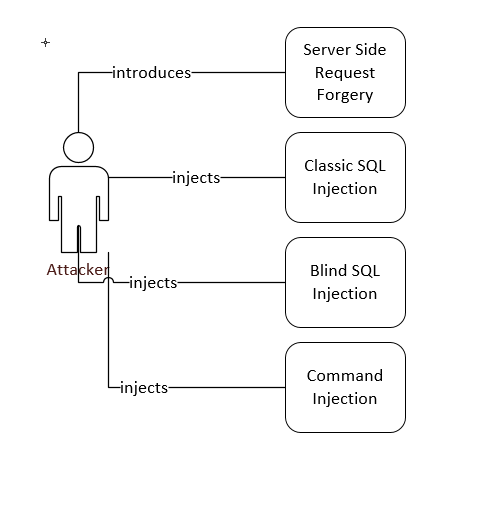 introduces
Server Side
Request
Forgery
injects
Classic SQL
Injection
Attacker
injects
Blind SQL
Injection
injects
Command
Injection